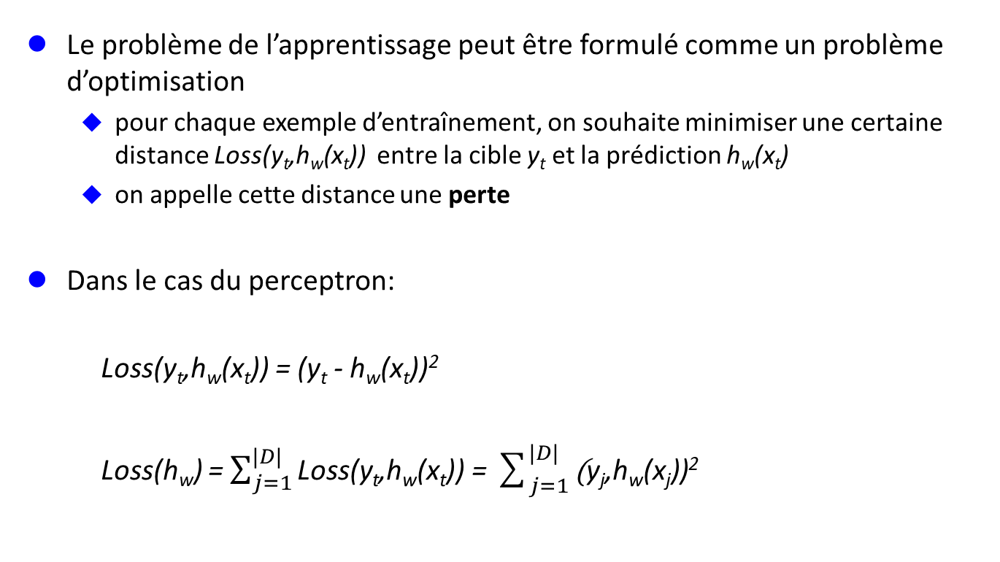 ● Le problème de l’apprentissage peut être formulé comme un problème
d’optimisation
◆ pour chaque exemple d’entraînement, on souhaite minimiser une certaine
distance Loss(y_t,h_w(x_t)) entre la cible y_t et la prédiction h_w(x_t)
◆ on appelle cette distance une perte
● Dans le cas du perceptron:
Loss(y_t,h_w(x_t)) = (y_t - h_w(x_t))²
Loss(h_w) = ∑_{j=1}^{|D|} Loss(y_t,h_w(x_t)) = ∑_{j=1}^{|D|} (y_j,h_w(x_j))²